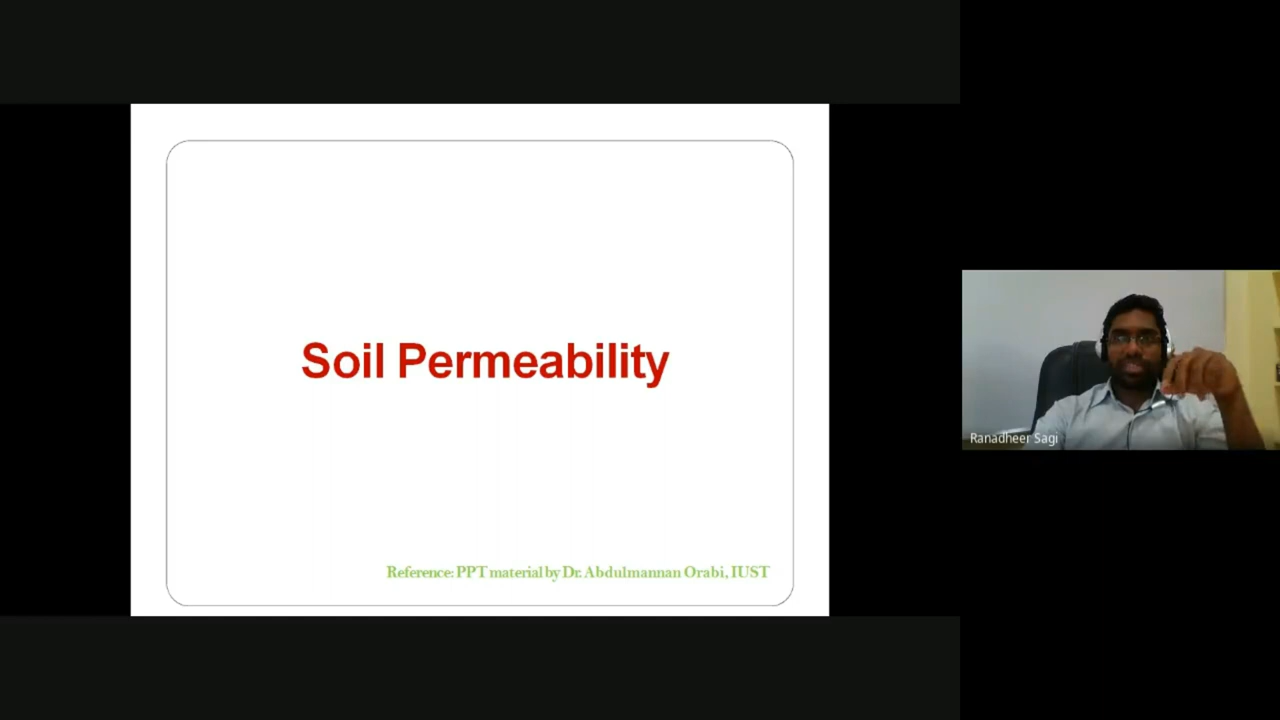 Soil Permeability
Reference: PPT material by Dr. Abdulmannan Orabi, IUST
Ranadheer Sagi